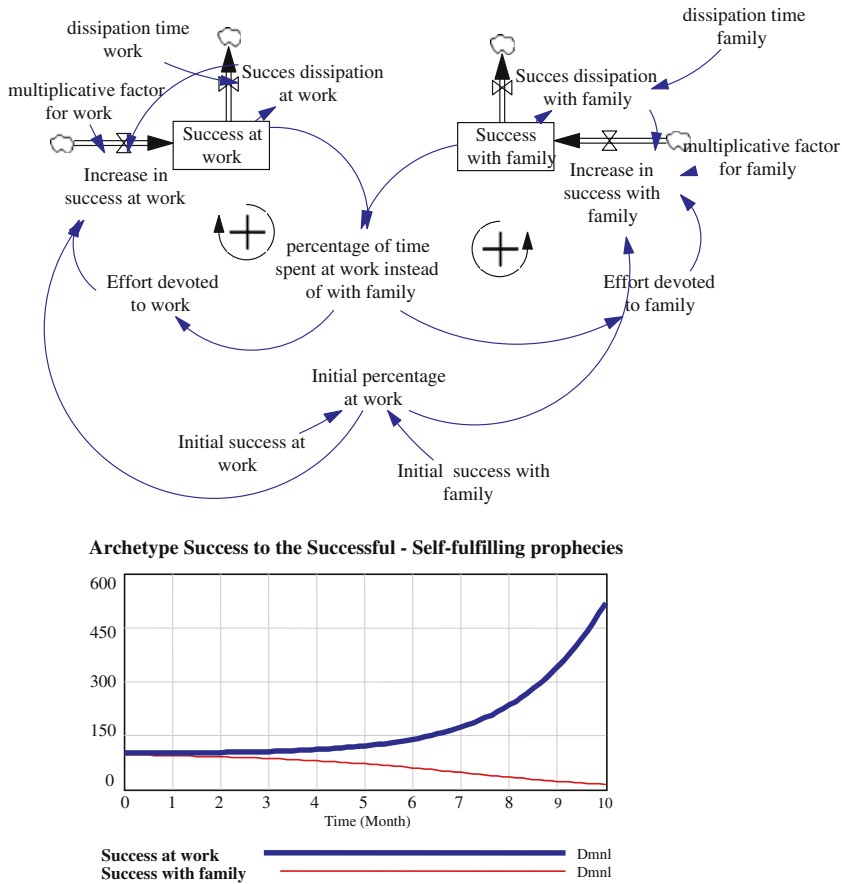 dissipation time
work
multiplicative factor
for work
Succes dissipation
at work
Success at
work
Increase in
success at work
dissipation time
family
Succes dissipation
with family
Success
with family
multiplicative factor
for family
Increase in
success with
family
percentage of time
spent at work instead
of with family
Effort devoted
to work
Effort devoted
to family
Initial percentage
at work
Initial success at
work
Initial success with
family
Archetype Success to the Successful - Self-fulfilling prophecies
600
450
300
150
0
0 1 2 3 4 5 6 7 8 9 10
Time (Month)
Success at work Dmnl
Success with family Dmnl